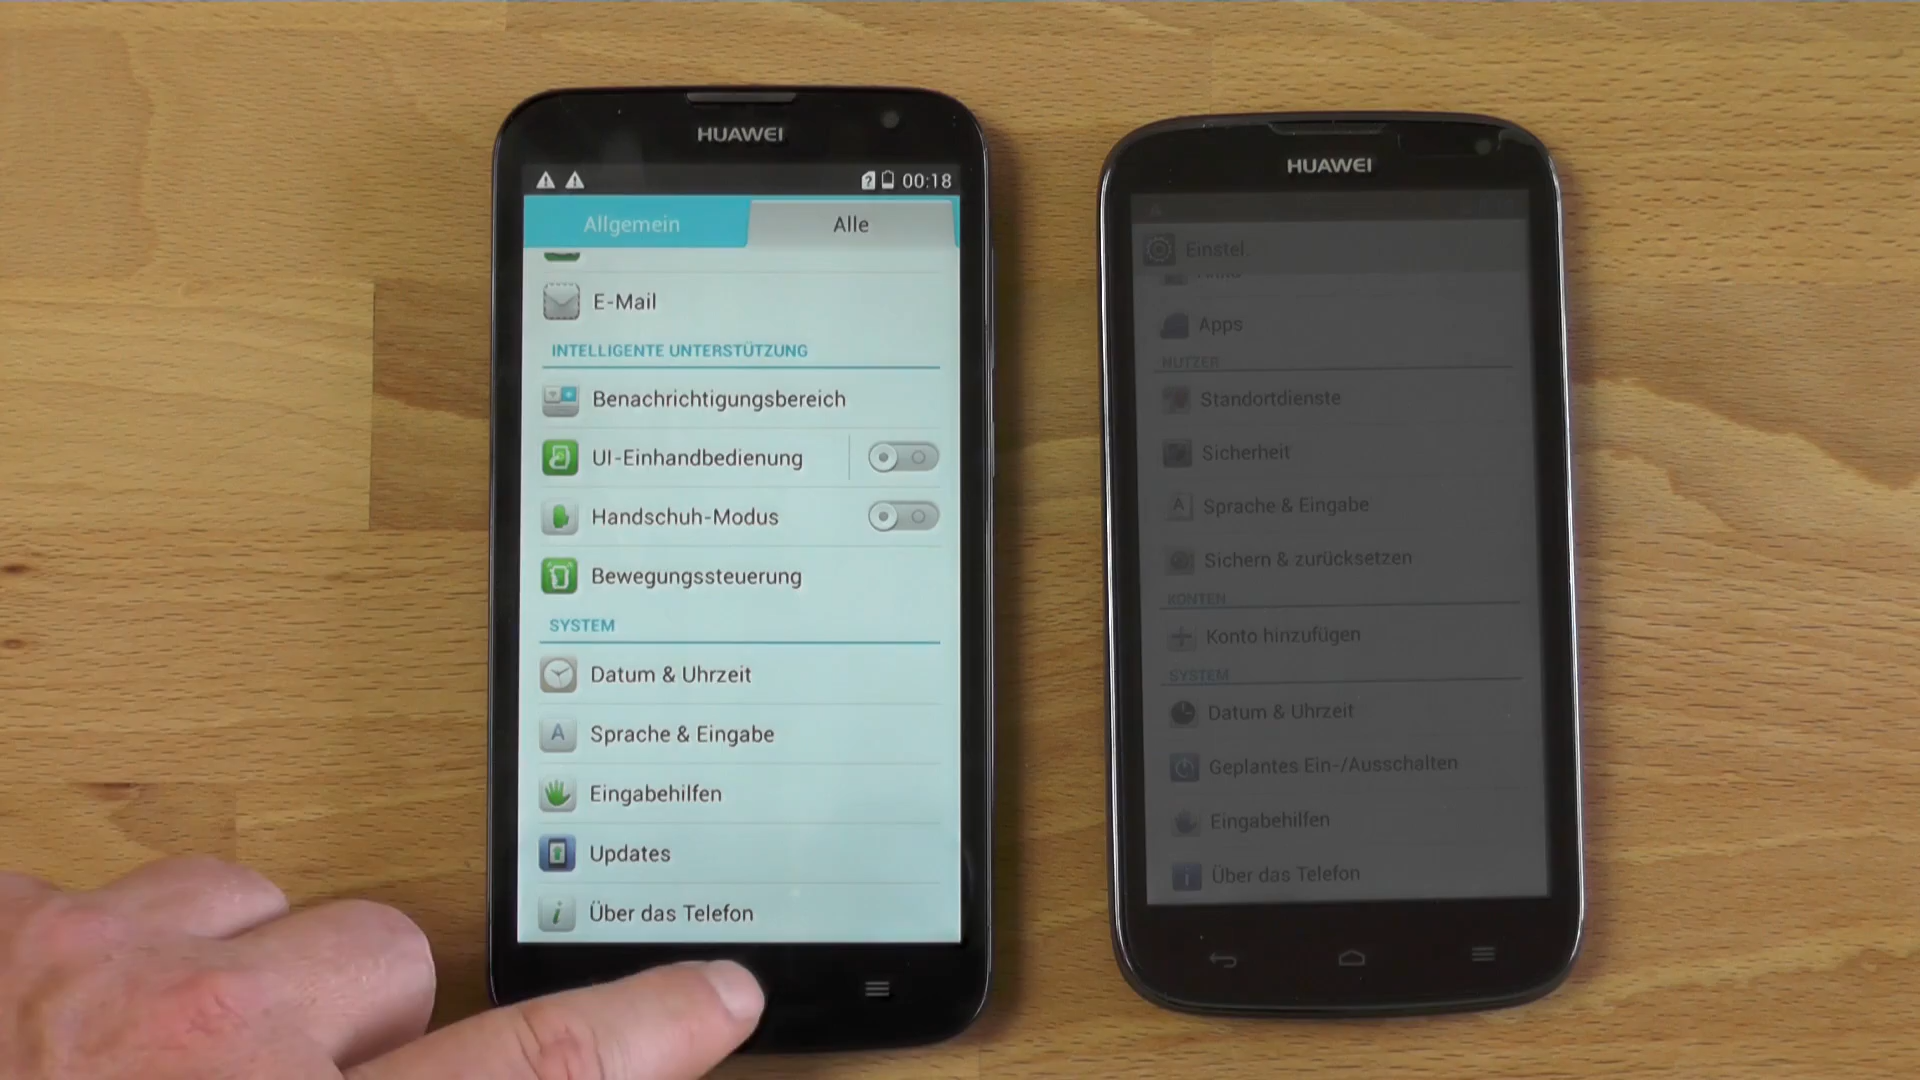 HUAWEI
00:18
Allgemein
Alle
E-Mail
INTELLIGENTE UNTERSTÜTZUNG
Benachrichtigungsbereich
UI-Einhandbedienung
Handschuh-Modus
Bewegungssteuerung
SYSTEM
Datum & Uhrzeit
A
Sprache & Eingabe
Eingabehilfen
Updates
i
Über das Telefon
HUAWEI
Einstel.
Apps
NUTZER
Standortdienste
Sicherheit
A
Sprache & Eingabe
Sichern & zurücksetzen
KONTEN
Konto hinzufügen
SYSTEM
Datum & Uhrzeit
Geplantes Ein-/Ausschalten
Eingabehilfen
i
Über das Telefon